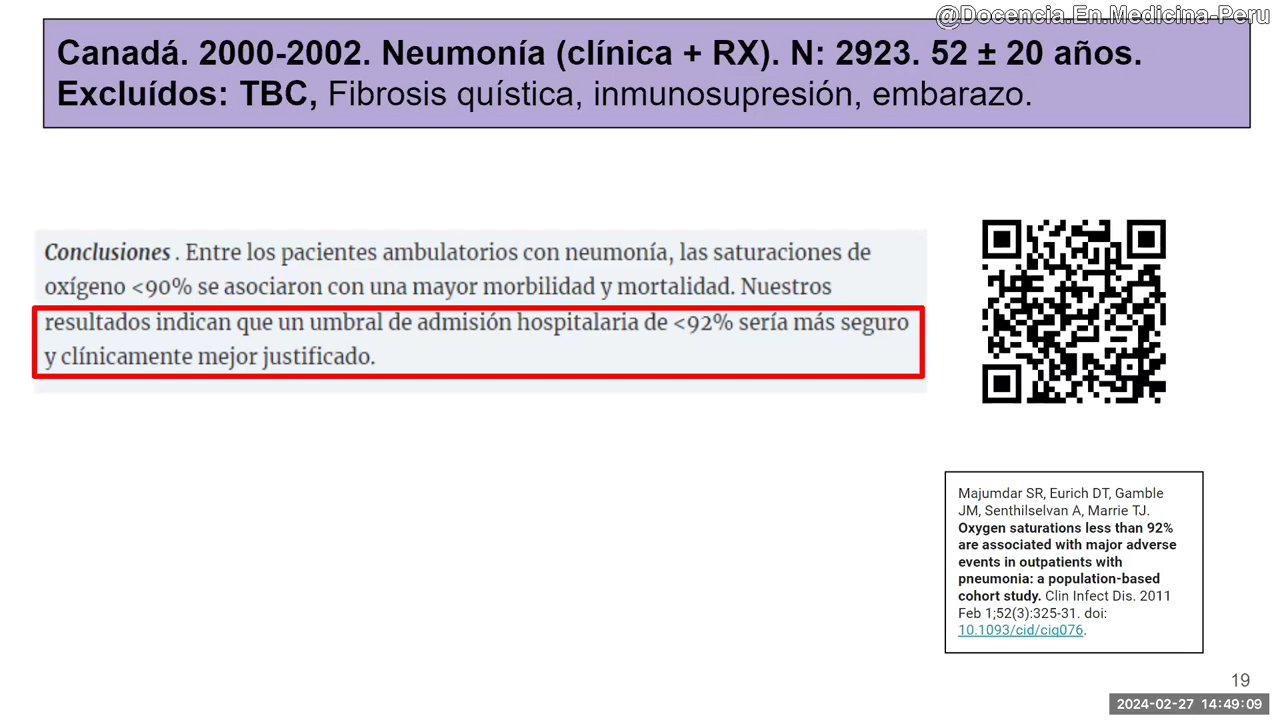 @Docencia.En.Medicina-Peru
Canadá. 2000-2002. Neumonía (clínica + RX). N: 2923. 52 ± 20 años.
Excluídos: TBC, Fibrosis quística, inmunosupresión, embarazo.
Conclusiones . Entre los pacientes ambulatorios con neumonía, las saturaciones de
oxígeno <90% se asociaron con una mayor morbilidad y mortalidad. Nuestros
resultados indican que un umbral de admisión hospitalaria de <92% sería más seguro
y clínicamente mejor justificado.
Majumdar SR, Eurich DT, Gamble
JM, Senthilselvan A, Marrie TJ.
Oxygen saturations less than 92%
are associated with major adverse
events in outpatients with
pneumonia: a population-based
cohort study. Clin Infect Dis. 2011
Feb 1;52(3):325-31. doi:
10.1093/cid/ciq076.
19
2024-02-27 14:49:09